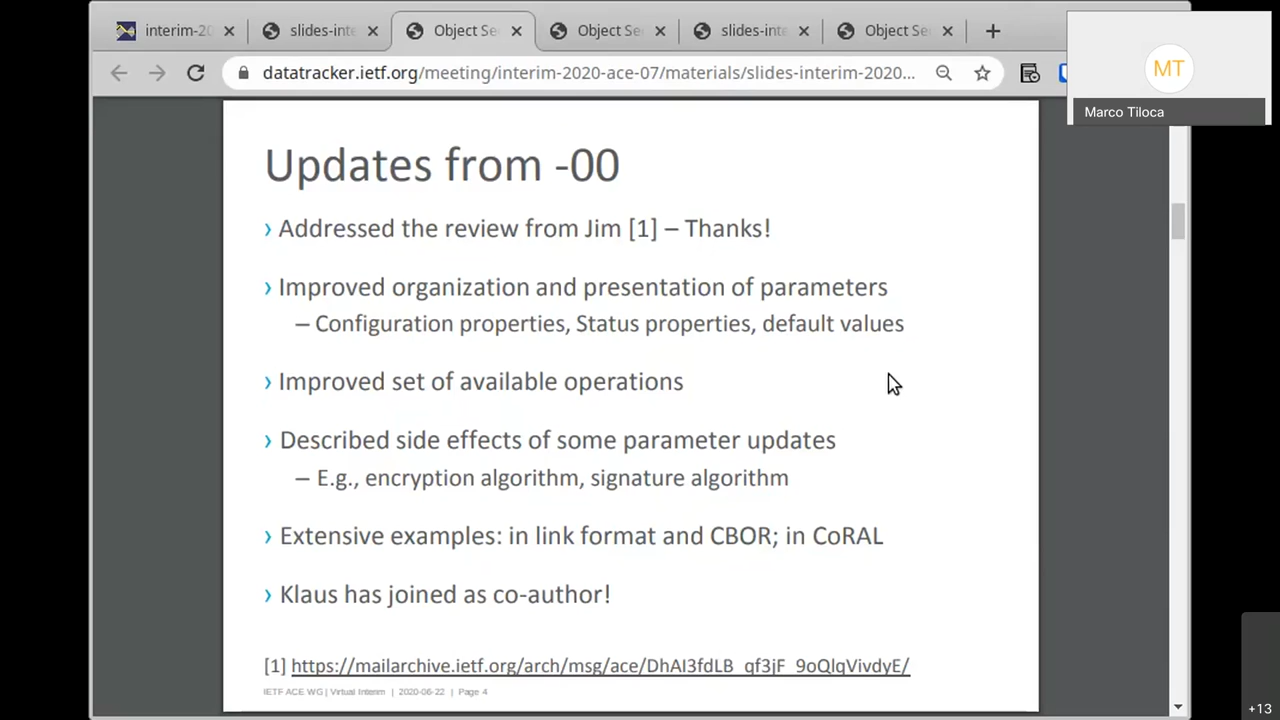 interim-20
slides-inte
Object Se
Object Se
slides-inte
Object Se
datatracker.ietf.org/meeting/interim-2020-ace-07/materials/slides-interim-2020...
MT
Marco Tiloca
Updates from -00
› Addressed the review from Jim [1] – Thanks!
› Improved organization and presentation of parameters
– Configuration properties, Status properties, default values
› Improved set of available operations
› Described side effects of some parameter updates
– E.g., encryption algorithm, signature algorithm
› Extensive examples: in link format and CBOR; in CoRAL
› Klaus has joined as co-author!
[1] https://mailarchive.ietf.org/arch/msg/ace/DhAI3fdLB_qf3jF_9oQlqVivdyE/
IETF ACE WG | Virtual Interim | 2020-06-22 | Page 4
+13